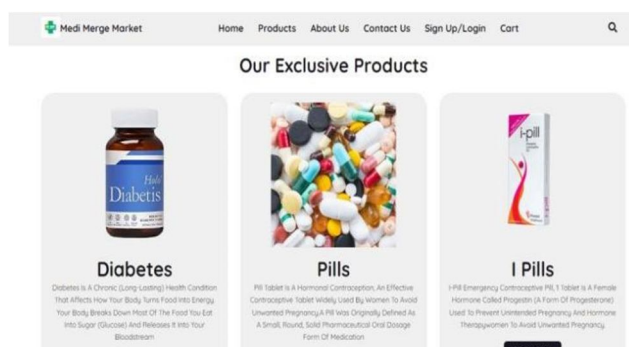 Medi Merge Market Home Products About Us Contact Us Sign Up/Login Cart
Our Exclusive Products
Hold
Diabetis
i-pill
Diabetes
Diabetes Is A Chronic (Long-Lasting) Health Condition
That Affects How Your Body Turns Food Into Energy.
Your Body Breaks Down Most Of The Food You Eat
Into Sugar (Glucose) And Releases It Into Your
Bloodstream
Pills
Pill Tablet Is A Hormonal Contraception, An Effective
Contraceptive Tablet Widely Used By Women To Avoid
Unwanted Pregnancy.A Pill Was Originally Defined As
A Small, Round, Solid Pharmaceutical Oral Dosage
Form Of Medication
I Pills
I-Pill Emergency Contraceptive Pill, 1 Tablet Is A Female
Hormone Called Progestin (A Form Of Progesterone)
Used To Prevent Unintended Pregnancy And Hormone
Therapywomen To Avoid Unwanted Pregnancy